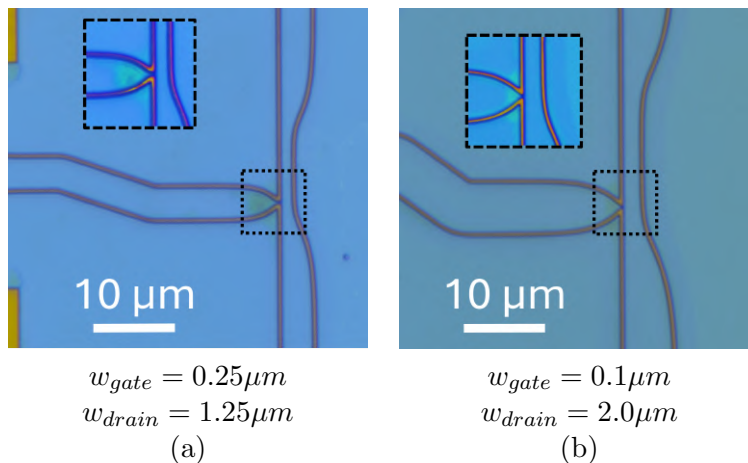 10 μm
10 μm
w_gate = 0.25μm
w_drain = 1.25μm
(a)
w_gate = 0.1μm
w_drain = 2.0μm
(b)